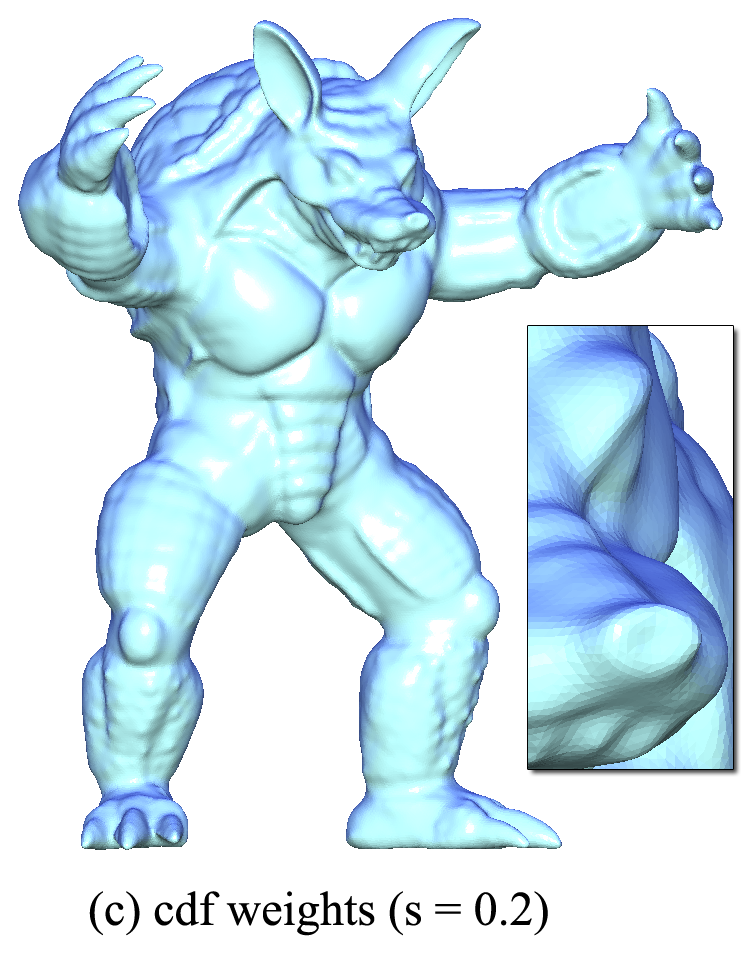 (c) cdf weights (s = 0.2)